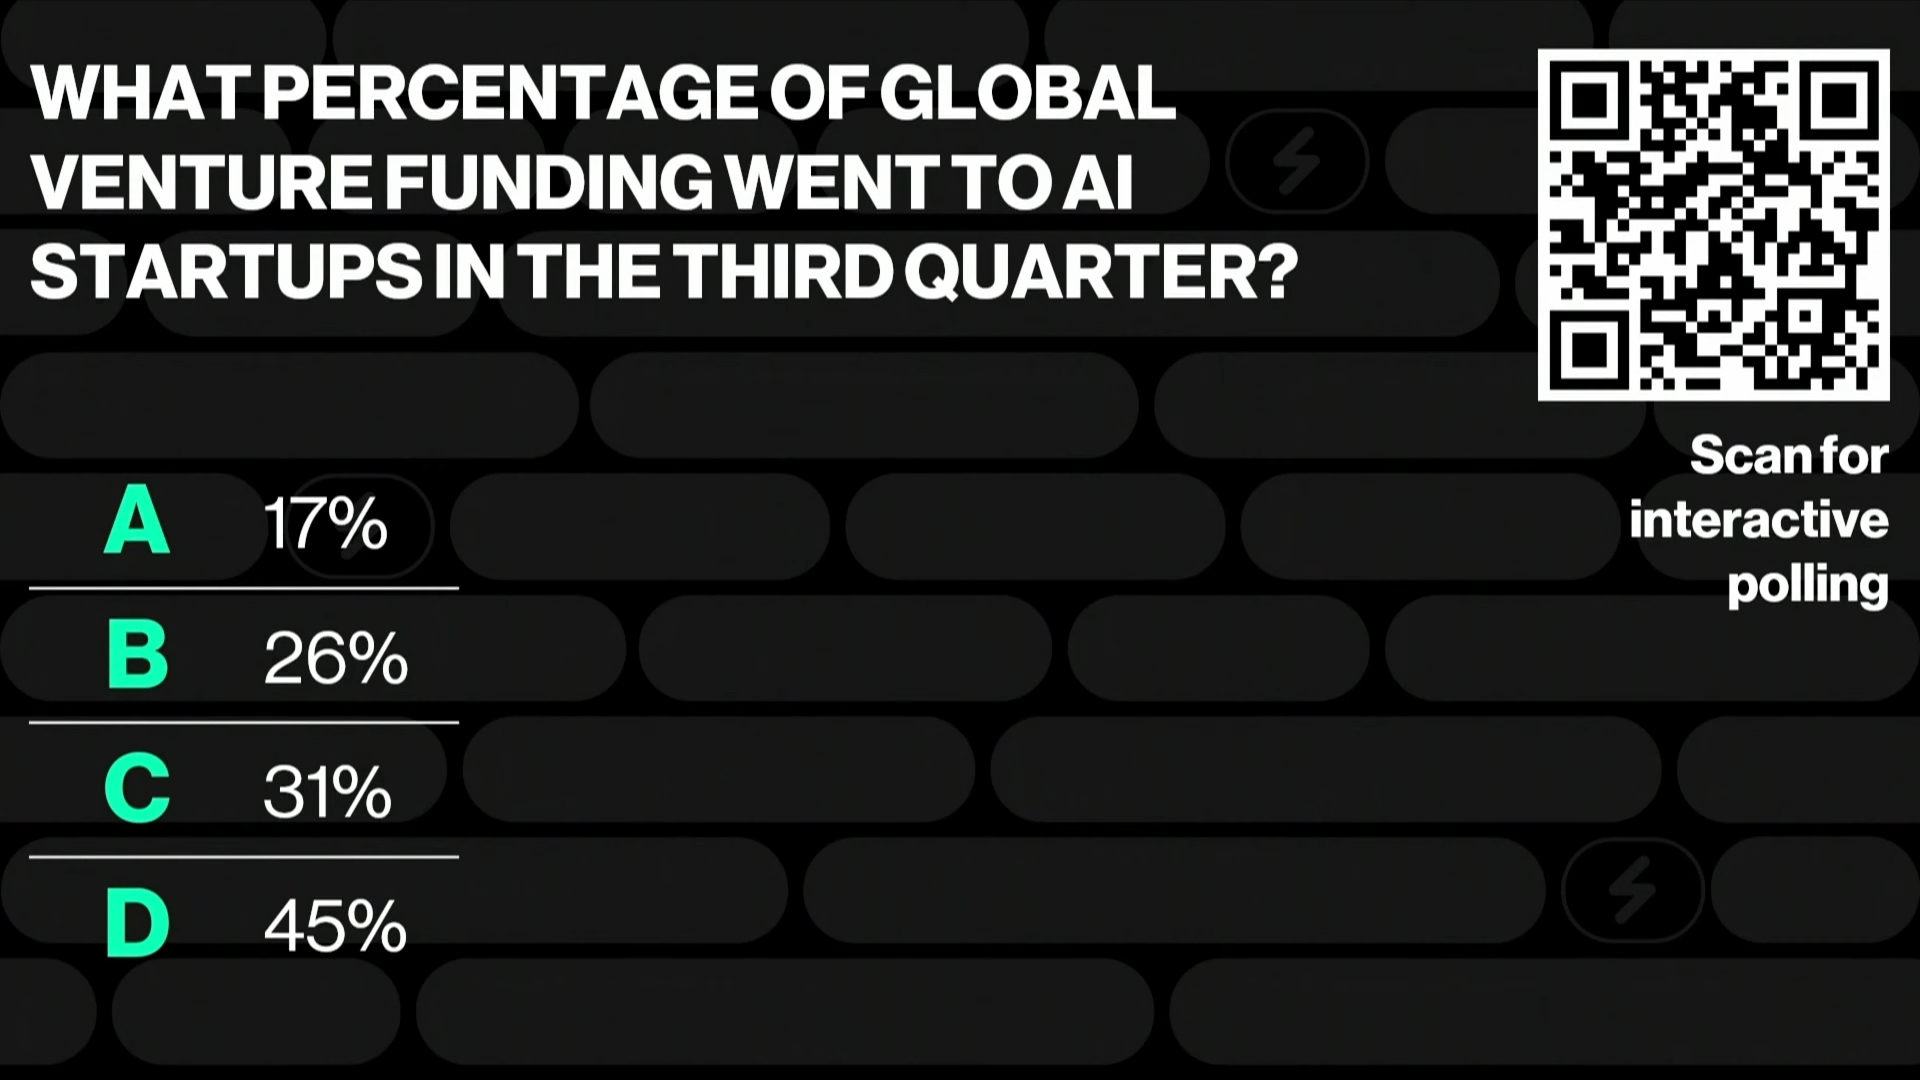 WHAT PERCENTAGE OF GLOBAL
VENTURE FUNDING WENT TO AI
STARTUPS IN THE THIRD QUARTER?
Scan for
interactive
polling
A 17%
B 26%
C 31%
D 45%